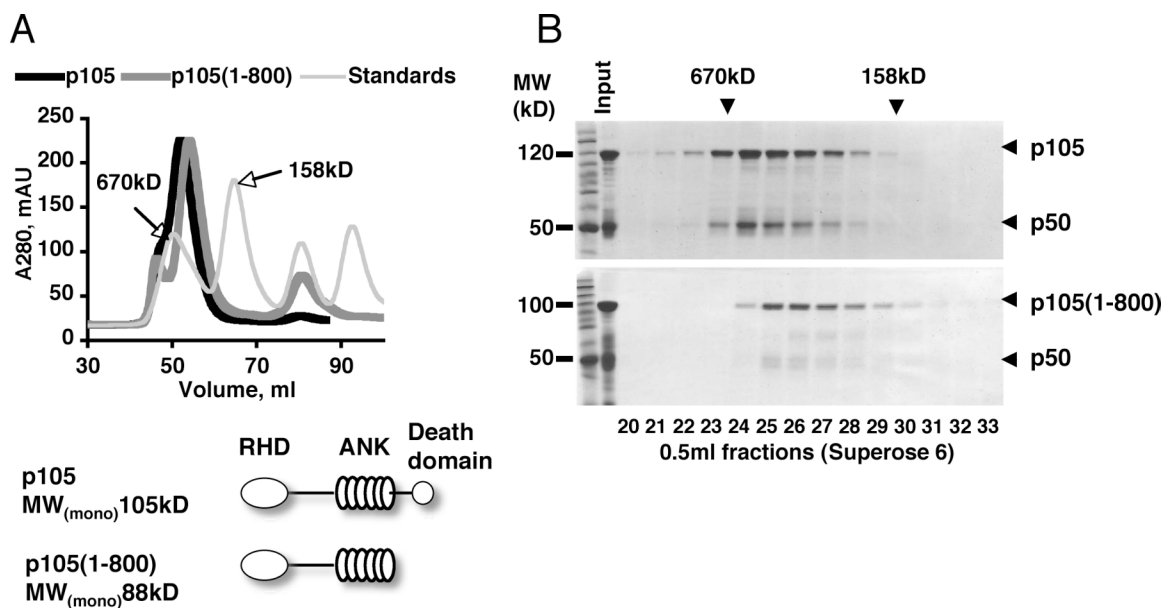 A
p105 p105(1-800) Standards
A280, mAU
250
200
150
100
50
0
670kD
158kD
30 50 70 90
Volume, ml
RHD ANK Death domain
p105
MW(mono)105kD
p105(1-800)
MW(mono)88kD
B
MW
(kD)
Input
670kD 158kD
120
50
p105
p50
100
50
p105(1-800)
p50
20 21 22 23 24 25 26 27 28 29 30 31 32 33
0.5ml fractions (Superose 6)